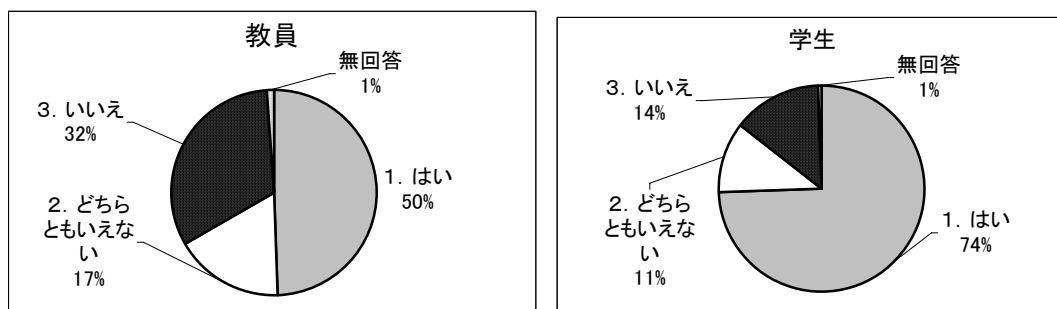 教員
無回答
1%
3. いいえ
32%
1. はい
50%
2. どちら
ともいえな
い
17%
学生
無回答
1%
3. いいえ
14%
2. どちら
ともいえな
い
11%
1. はい
74%